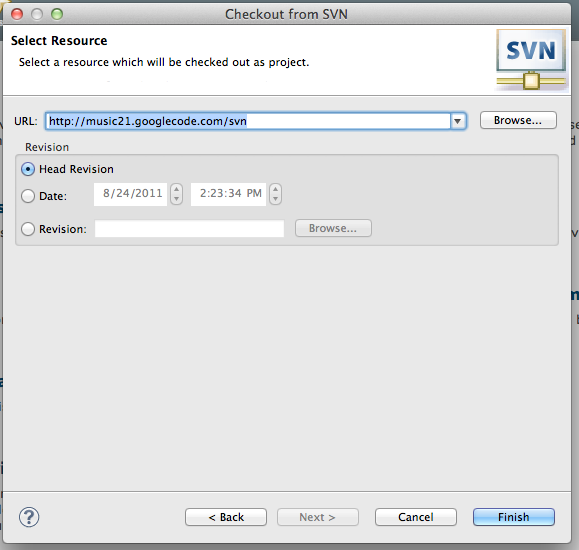 Checkout from SVN
Select Resource
Select a resource which will be checked out as project.
SVN
URL: http://music21.googlecode.com/svn Browse...
Revision
Head Revision
Date: 8/24/2011 2:23:34 PM
Revision: Browse...
? < Back Next > Cancel Finish